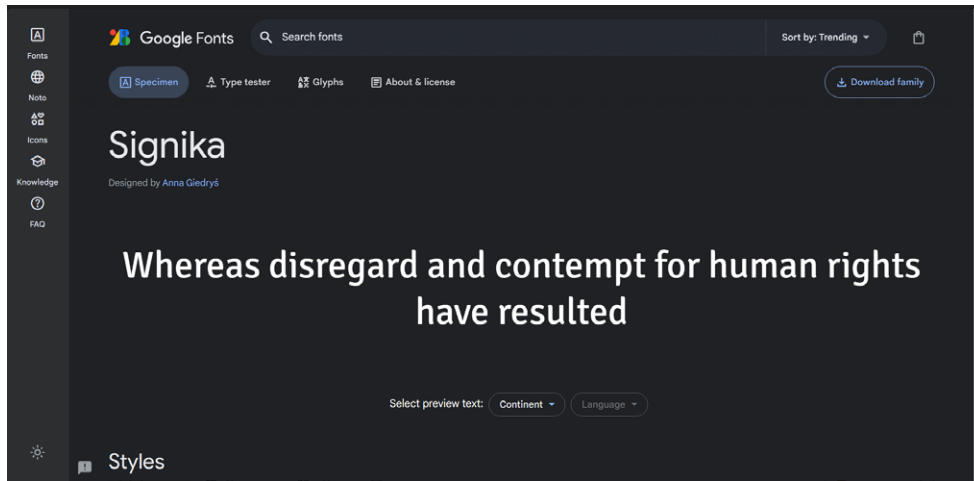 Fonts
Noto
Icons
Knowledge
FAQ
Google Fonts
Search fonts
Sort by: Trending
Specimen
Type tester
Glyphs
About & license
Download family
Signika
Designed by Anna Giedryś
Whereas disregard and contempt for human rights
have resulted
Select preview text:
Continent
Language
Styles